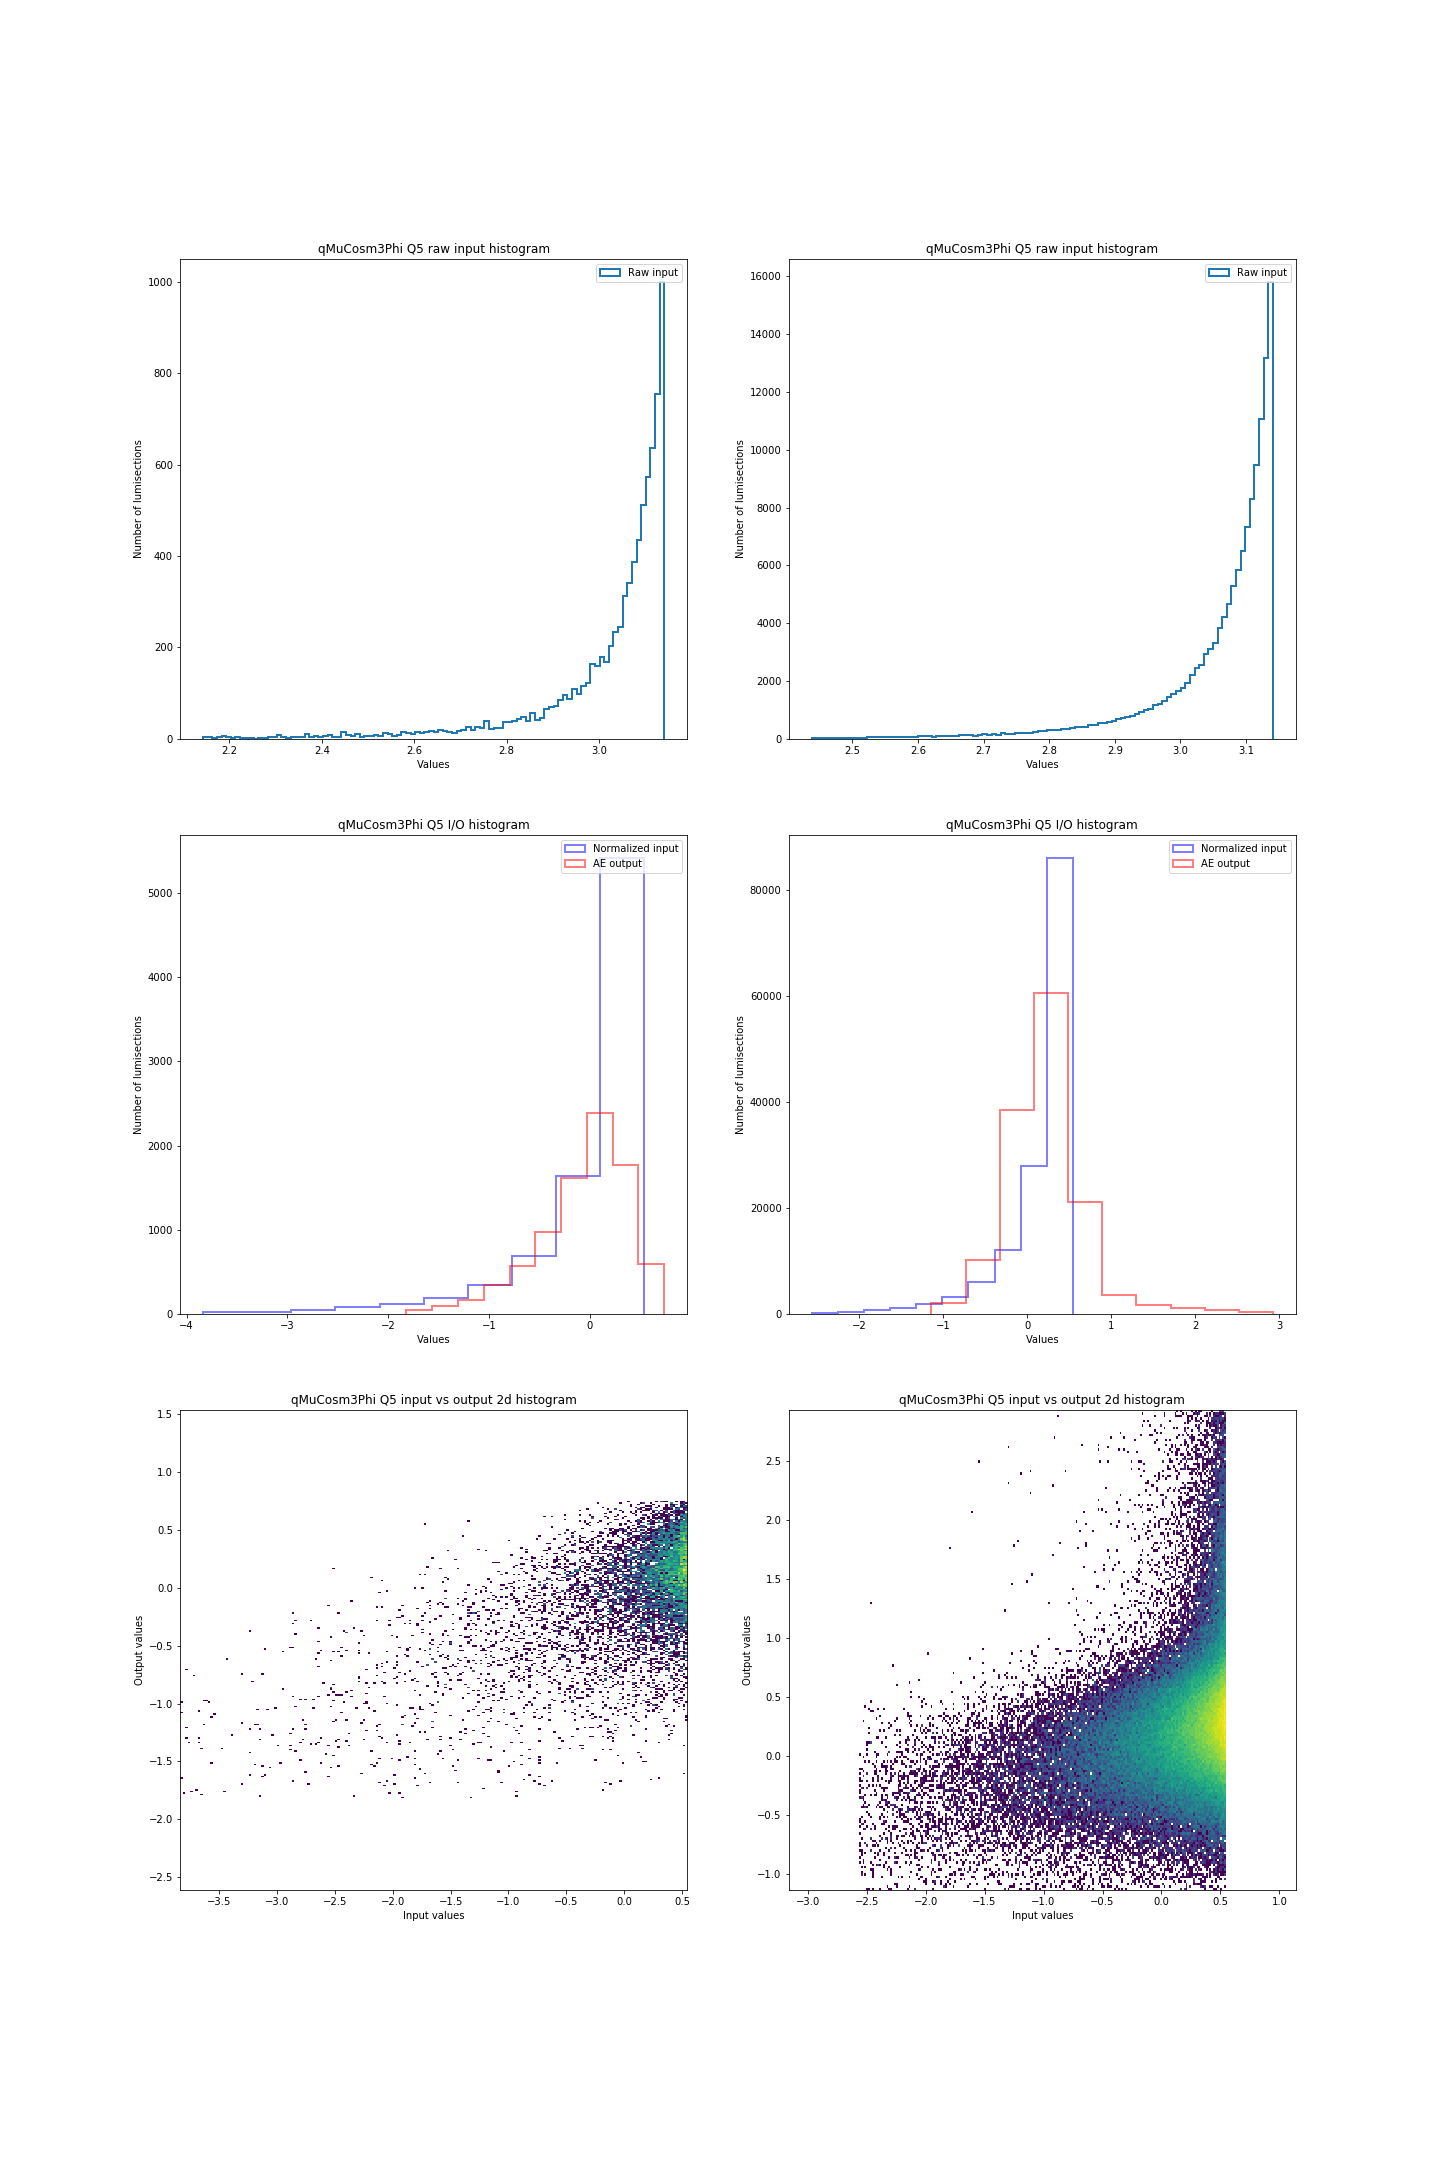 qMuCosm3Phi Q5 raw input histogram
Raw input
1000
800
600
400
200
0
Number of lumisections
2.2 2.4 2.6 2.8 3.0
Values
qMuCosm3Phi Q5 raw input histogram
Raw input
16000
14000
12000
10000
8000
6000
4000
2000
0
Number of lumisections
2.5 2.6 2.7 2.8 2.9 3.0 3.1
Values
qMuCosm3Phi Q5 I/O histogram
Normalized input
AE output
5000
4000
3000
2000
1000
0
Number of lumisections
−4 −3 −2 −1 0
Values
qMuCosm3Phi Q5 I/O histogram
Normalized input
AE output
80000
60000
40000
20000
0
Number of lumisections
−2 −1 0 1 2 3
Values
qMuCosm3Phi Q5 input vs output 2d histogram
1.5
1.0
0.5
0.0
−0.5
−1.0
−1.5
−2.0
−2.5
Output values
−3.5 −3.0 −2.5 −2.0 −1.5 −1.0 −0.5 0.0 0.5
Input values
qMuCosm3Phi Q5 input vs output 2d histogram
2.5
2.0
1.5
1.0
0.5
0.0
−0.5
−1.0
Output values
−3.0 −2.5 −2.0 −1.5 −1.0 −0.5 0.0 0.5 1.0
Input values